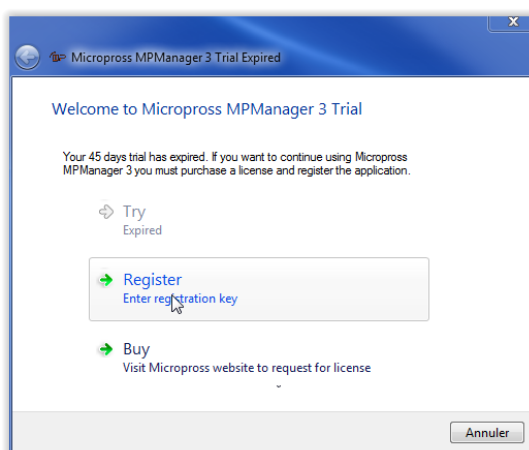 x
Micropross MPManager 3 Trial Expired
Welcome to Micropross MPManager 3 Trial
Your 45 days trial has expired. If you want to continue using Micropross
MPManager 3 you must purchase a license and register the application.
Try
Expired
Register
Enter registration key
Buy
Visit Micropross website to request for license
Annuler